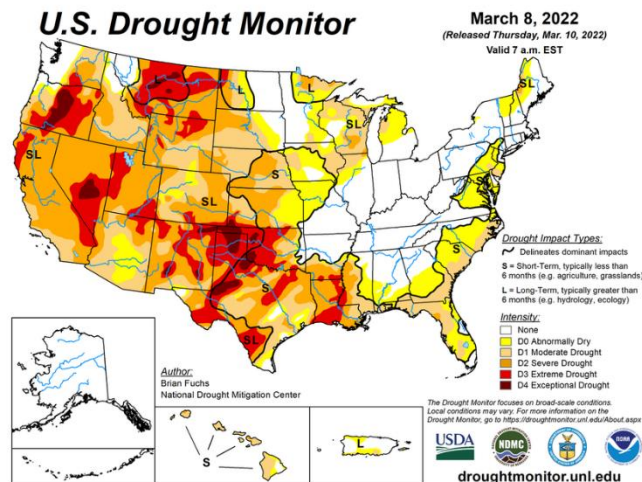 U.S. Drought Monitor
March 8, 2022
(Released Thursday, Mar. 10, 2022)
Valid 7 a.m. EST
L
L
L
SL
SL
SL
S
SL
S
S
S
SL
Drought Impact Types:
Delineates dominant impacts
S = Short-Term, typically less than
6 months (e.g. agriculture, grasslands)
L = Long-Term, typically greater than
6 months (e.g. hydrology, ecology)
Intensity:
None
D0 Abnormally Dry
D1 Moderate Drought
D2 Severe Drought
D3 Extreme Drought
D4 Exceptional Drought
Author:
Brian Fuchs
National Drought Mitigation Center
S
L
The Drought Monitor focuses on broad-scale conditions.
Local conditions may vary. For more information on the
Drought Monitor, go to https://droughtmonitor.unl.edu/About.aspx
USDA
NDMC
droughtmonitor.unl.edu